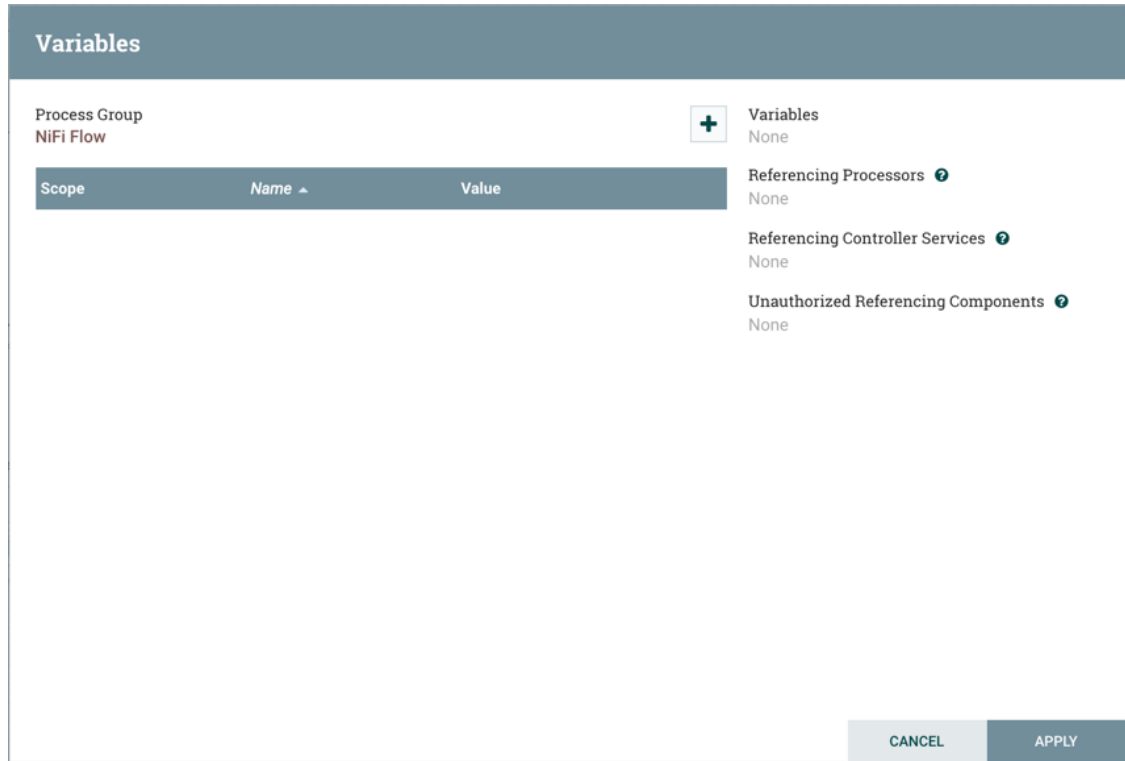 Variables
Process Group
NiFi Flow
Scope Name Value
Variables
None
Referencing Processors
None
Referencing Controller Services
None
Unauthorized Referencing Components
None
CANCEL APPLY